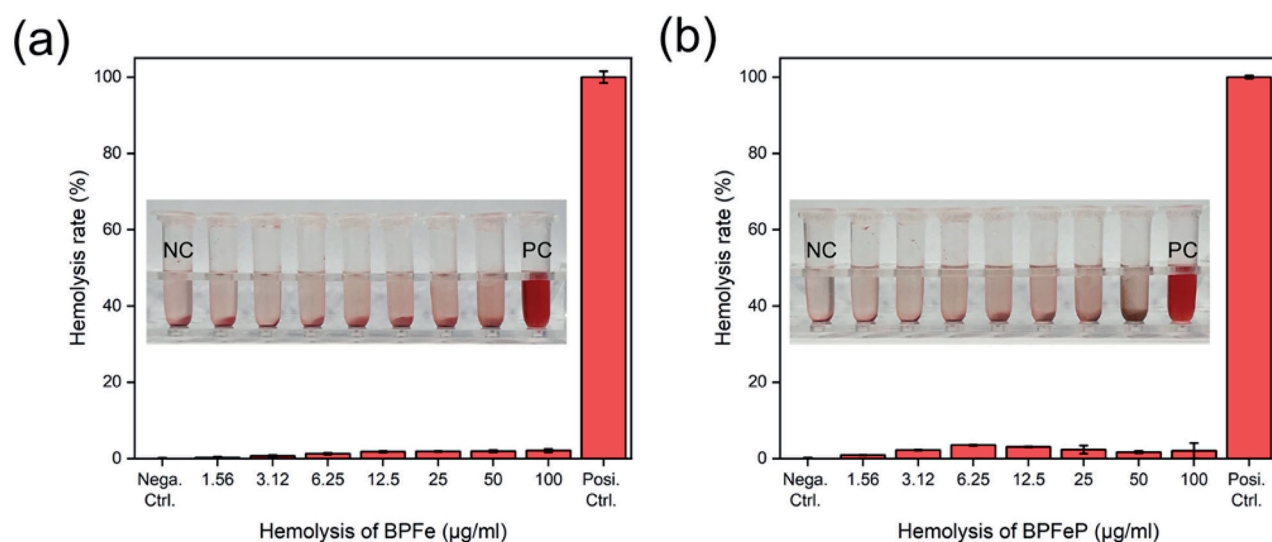 (a)
Hemolysis rate (%)
100
80
60
40
20
0
NC
PC
Nega. Ctrl.
1.56
3.12
6.25
12.5
25
50
100
Posi. Ctrl.
Hemolysis of BPFe (μg/ml)
(b)
Hemolysis rate (%)
100
80
60
40
20
0
NC
PC
Nega. Ctrl.
1.56
3.12
6.25
12.5
25
50
100
Posi. Ctrl.
Hemolysis of BPFeP (μg/ml)